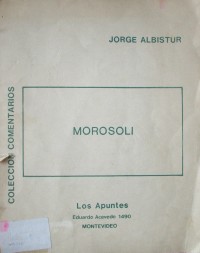 JORGE ALBISTUR
COLECCION COMENTARIOS
MOROSOLI
Los Apuntes
Eduardo Acevedo 1490
MONTEVIDEO